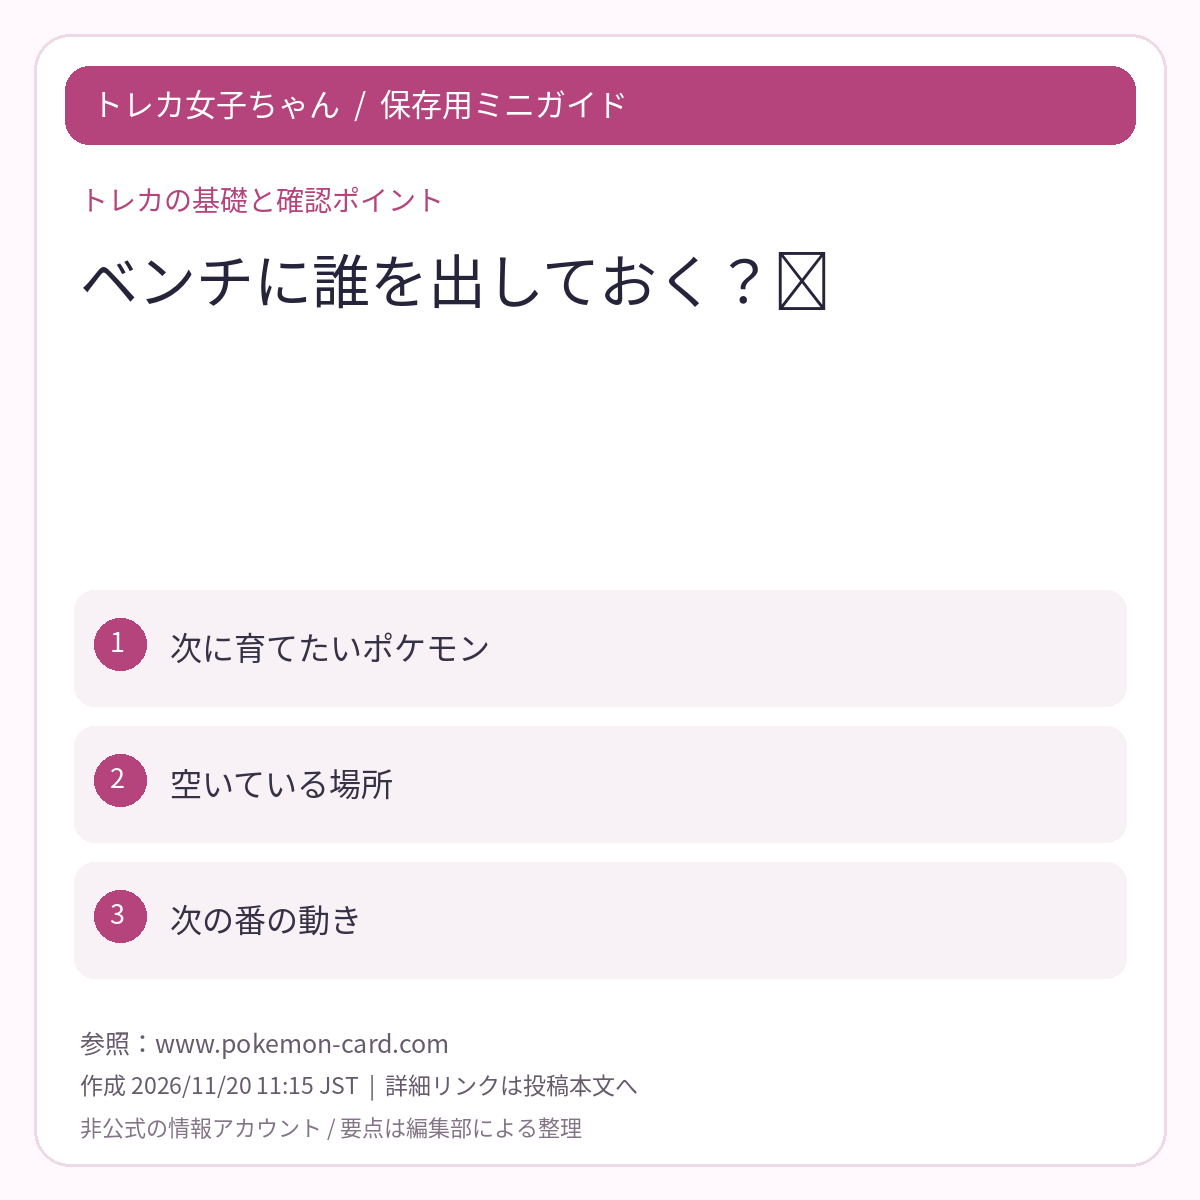 トレカ女子ちゃん / 保存用ミニガイド
トレカの基礎と確認ポイント
ベンチに誰を出しておく？
1 次に育てたいポケモン
2 空いている場所
3 次の番の動き
参照：www.pokemon-card.com
作成 2026/11/20 11:15 JST｜詳細リンクは投稿本文へ
非公式の情報アカウント / 要点は編集部による整理